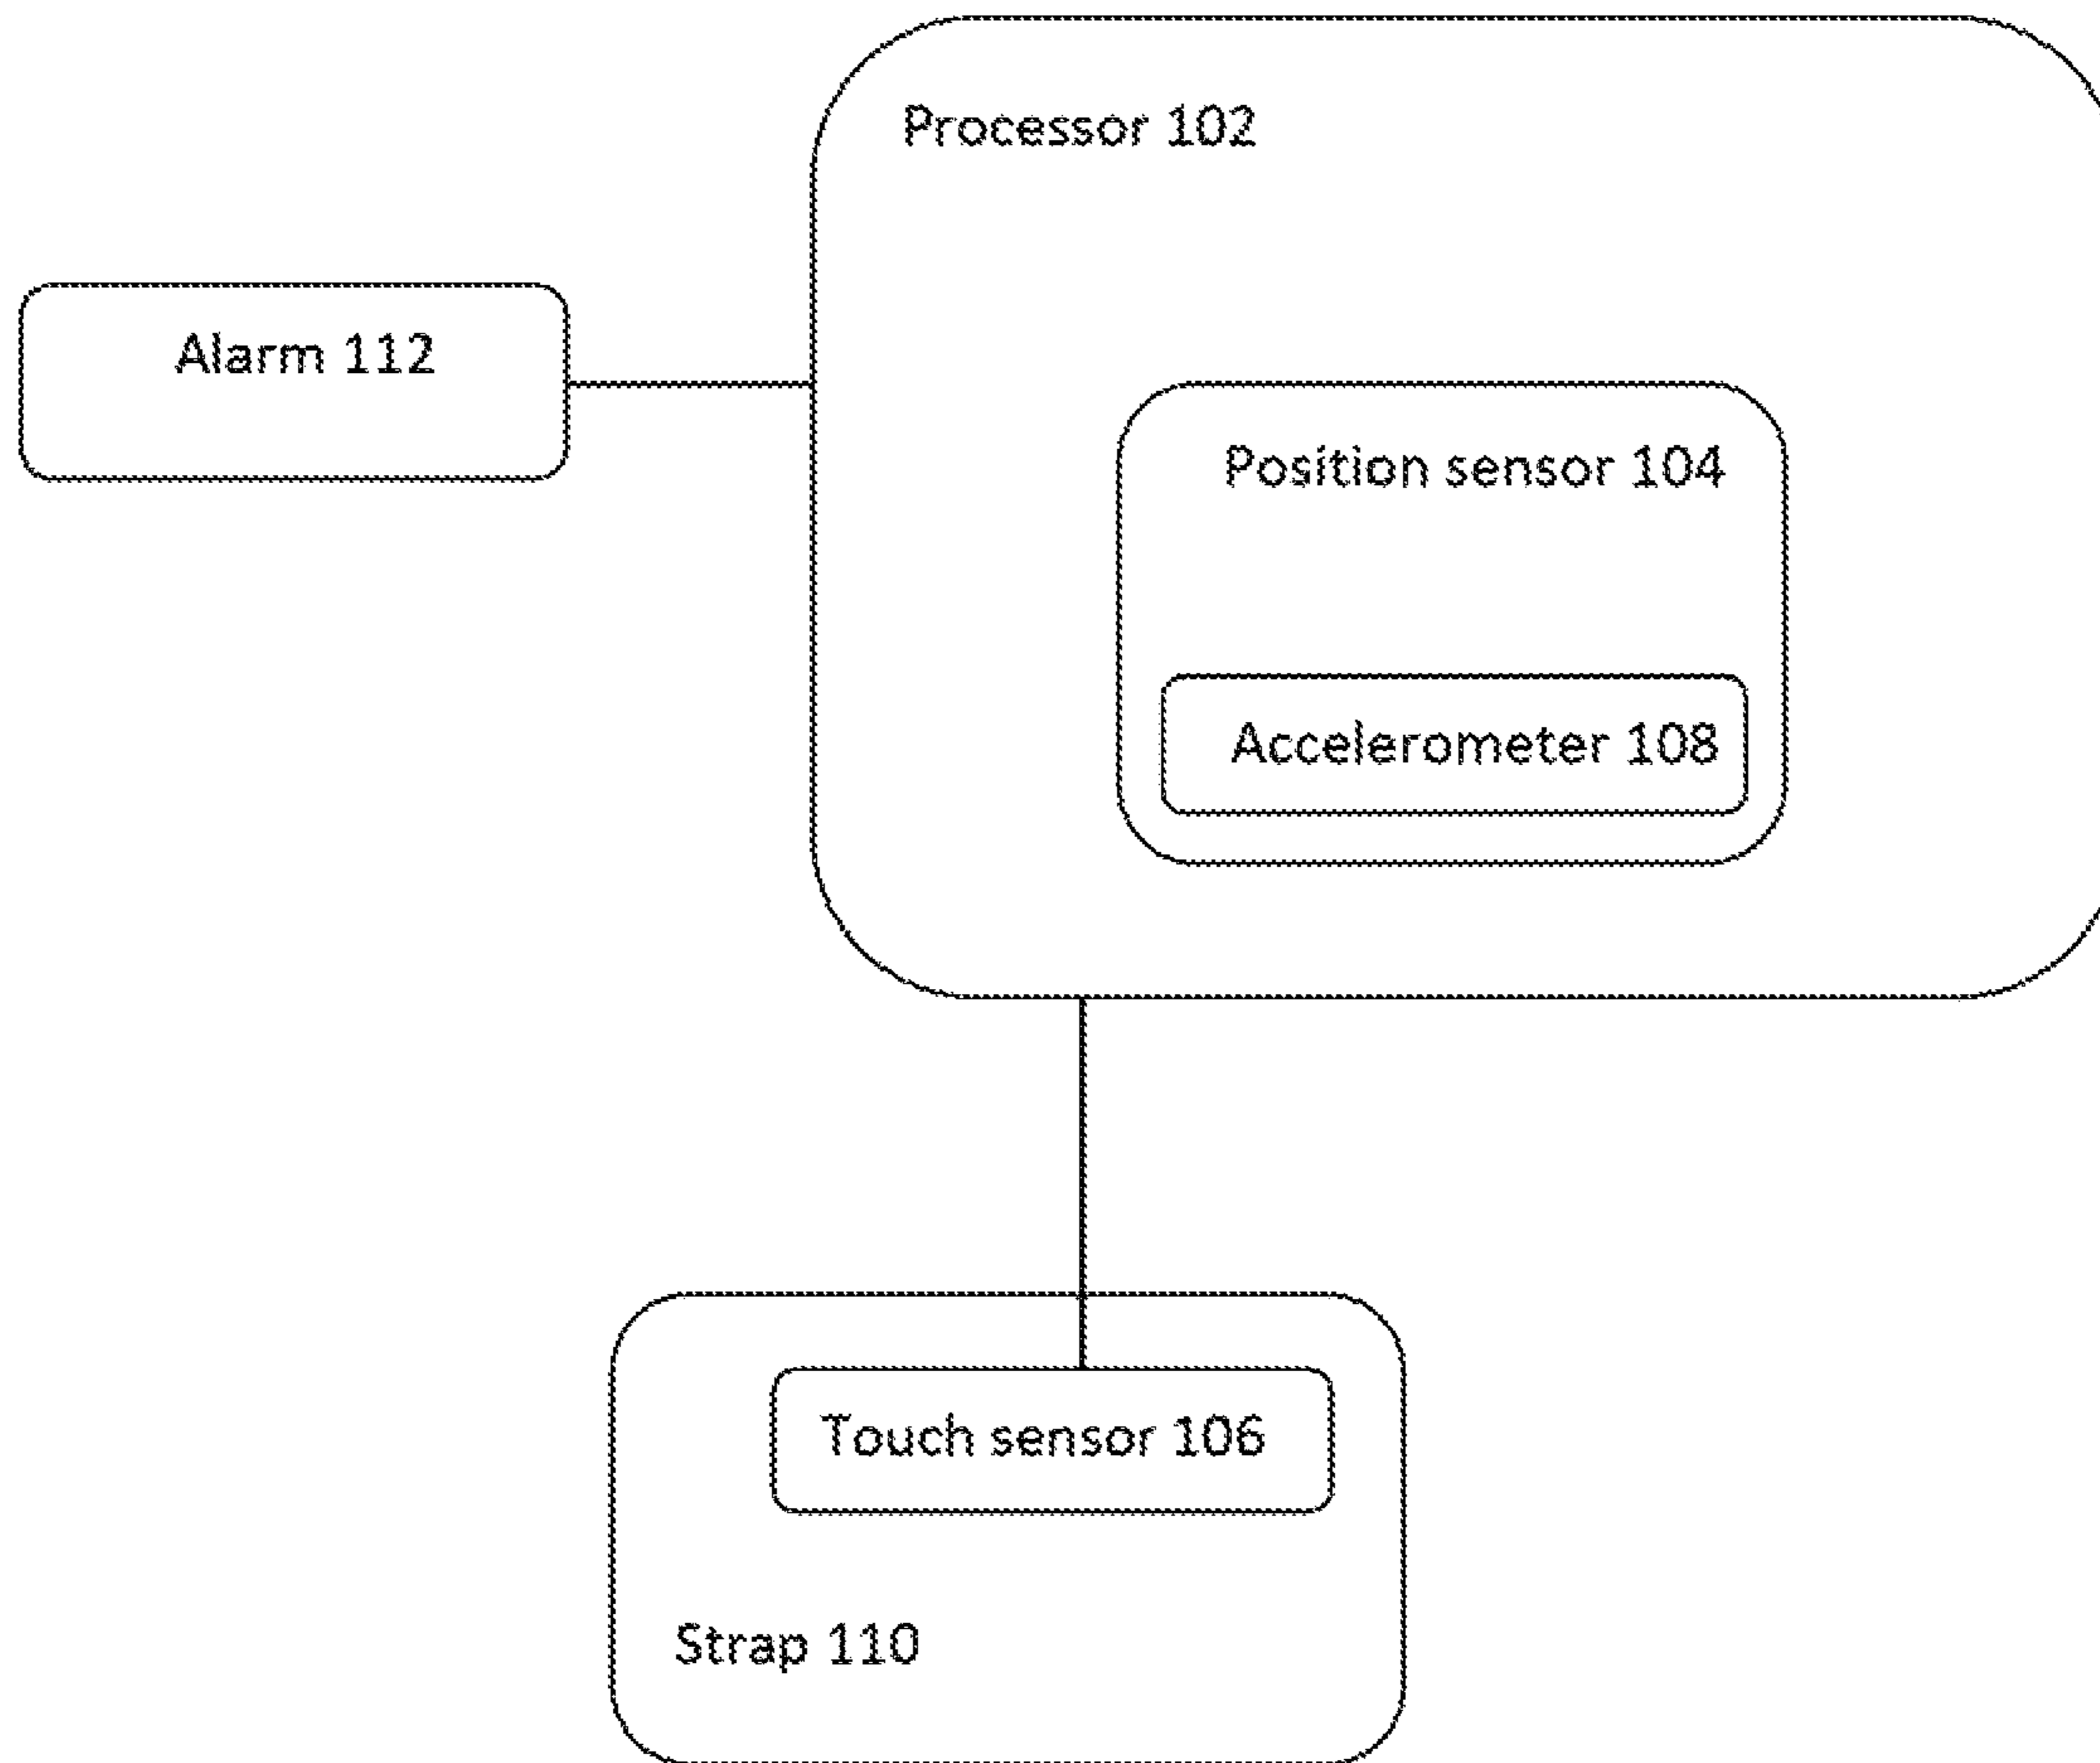 Processor 102
Alarm 112
Position sensor 104
Accelerometer 108
Touch sensor 106
Strap 110